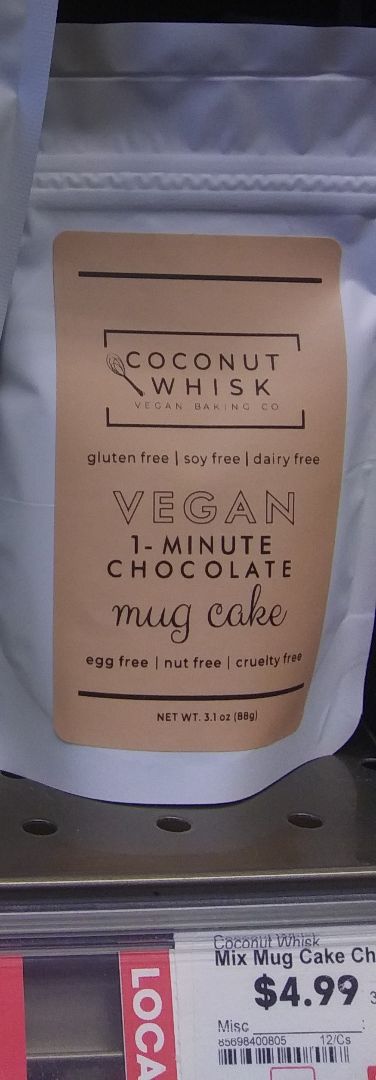 COCONUT
WHISK
VEGAN BAKING CO
gluten free | soy free | dairy free
VEGAN
1-MINUTE
CHOCOLATE
mug cake
egg free | nut free | cruelty free
NET WT. 3.1 oz (88g)
Coconut Whisk
Mix Mug Cake Ch
$4.99
Misc
85698400805 12/Cs
LOCA